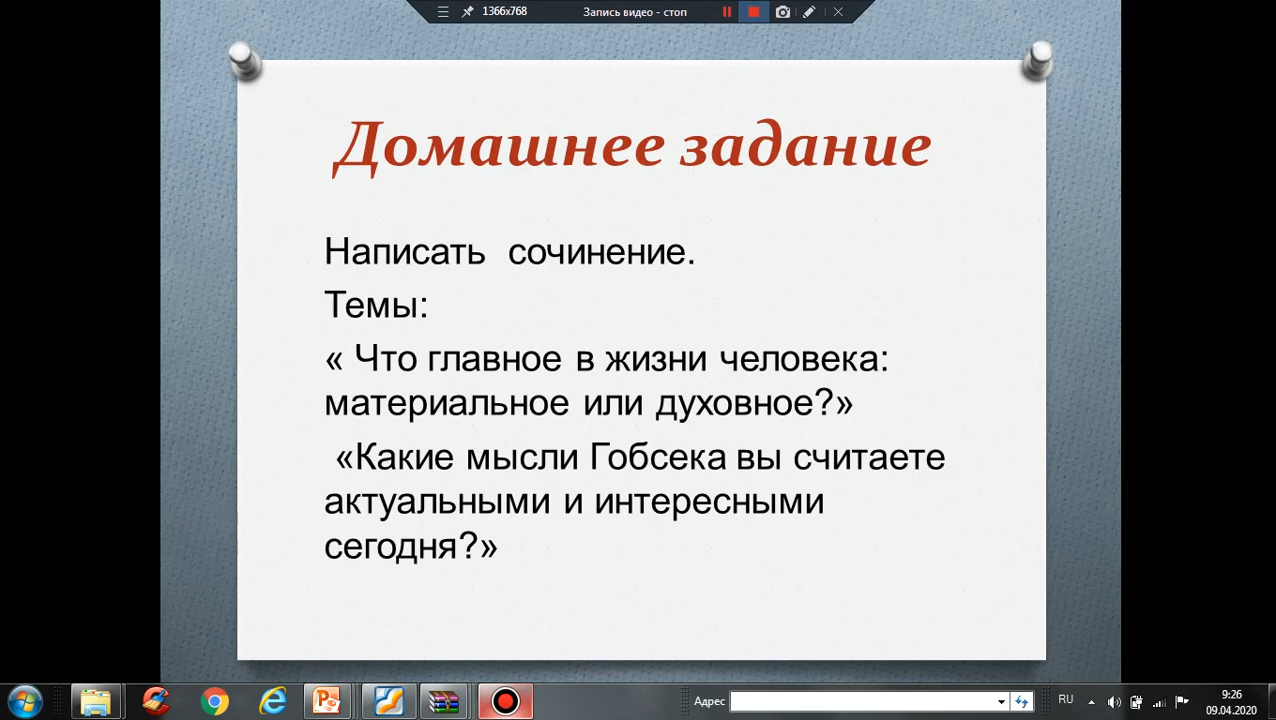 1366x768 Запись видео - стоп
Домашнее задание
Написать сочинение.
Темы:
« Что главное в жизни человека:
материальное или духовное?»
«Какие мысли Гобсека вы считаете
актуальными и интересными
сегодня?»
Адрес RU 9:26
09.04.2020